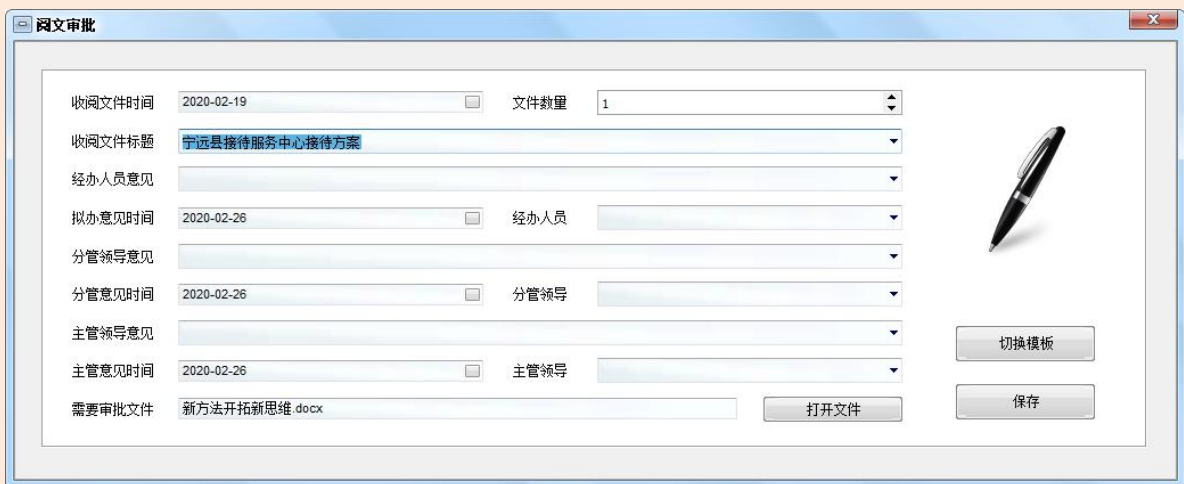 阅文审批
收阅文件时间 2020-02-19 文件数量 1
收阅文件标题 宁远县接待服务中心接待方案
经办人员意见
拟办意见时间 2020-02-26 经办人员
分管领导意见
分管意见时间 2020-02-26 分管领导
主管领导意见
切换模板
主管意见时间 2020-02-26 主管领导
需要审批文件 新方法开拓新思维.docx 打开文件
保存